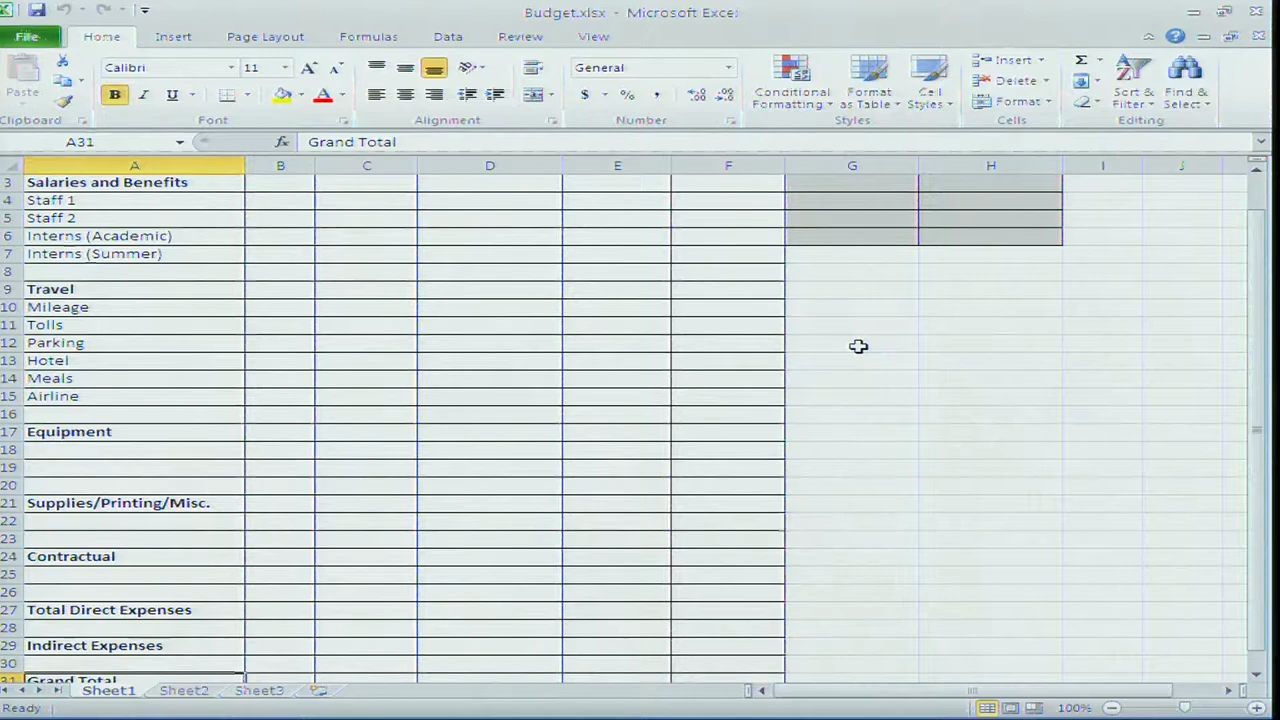 Budget.xlsx - Microsoft Excel
File Home Insert Page Layout Formulas Data Review View
Paste
Calibri 11
General
Conditional Formatting
Format as Table
Cell Styles
Insert
Delete
Format
Sort & Filter
Find & Select
Clipboard Font Alignment Number Styles Cells Editing
A31 fx Grand Total
A B C D E F G H I J
3 Salaries and Benefits
4 Staff 1
5 Staff 2
6 Interns (Academic)
7 Interns (Summer)
8
9 Travel
10 Mileage
11 Tolls
12 Parking
13 Hotel
14 Meals
15 Airline
16
17 Equipment
18
19
20
21 Supplies/Printing/Misc.
22
23
24 Contractual
25
26
27 Total Direct Expenses
28
29 Indirect Expenses
30
31 Grand Total
Sheet1 Sheet2 Sheet3
Ready 100%